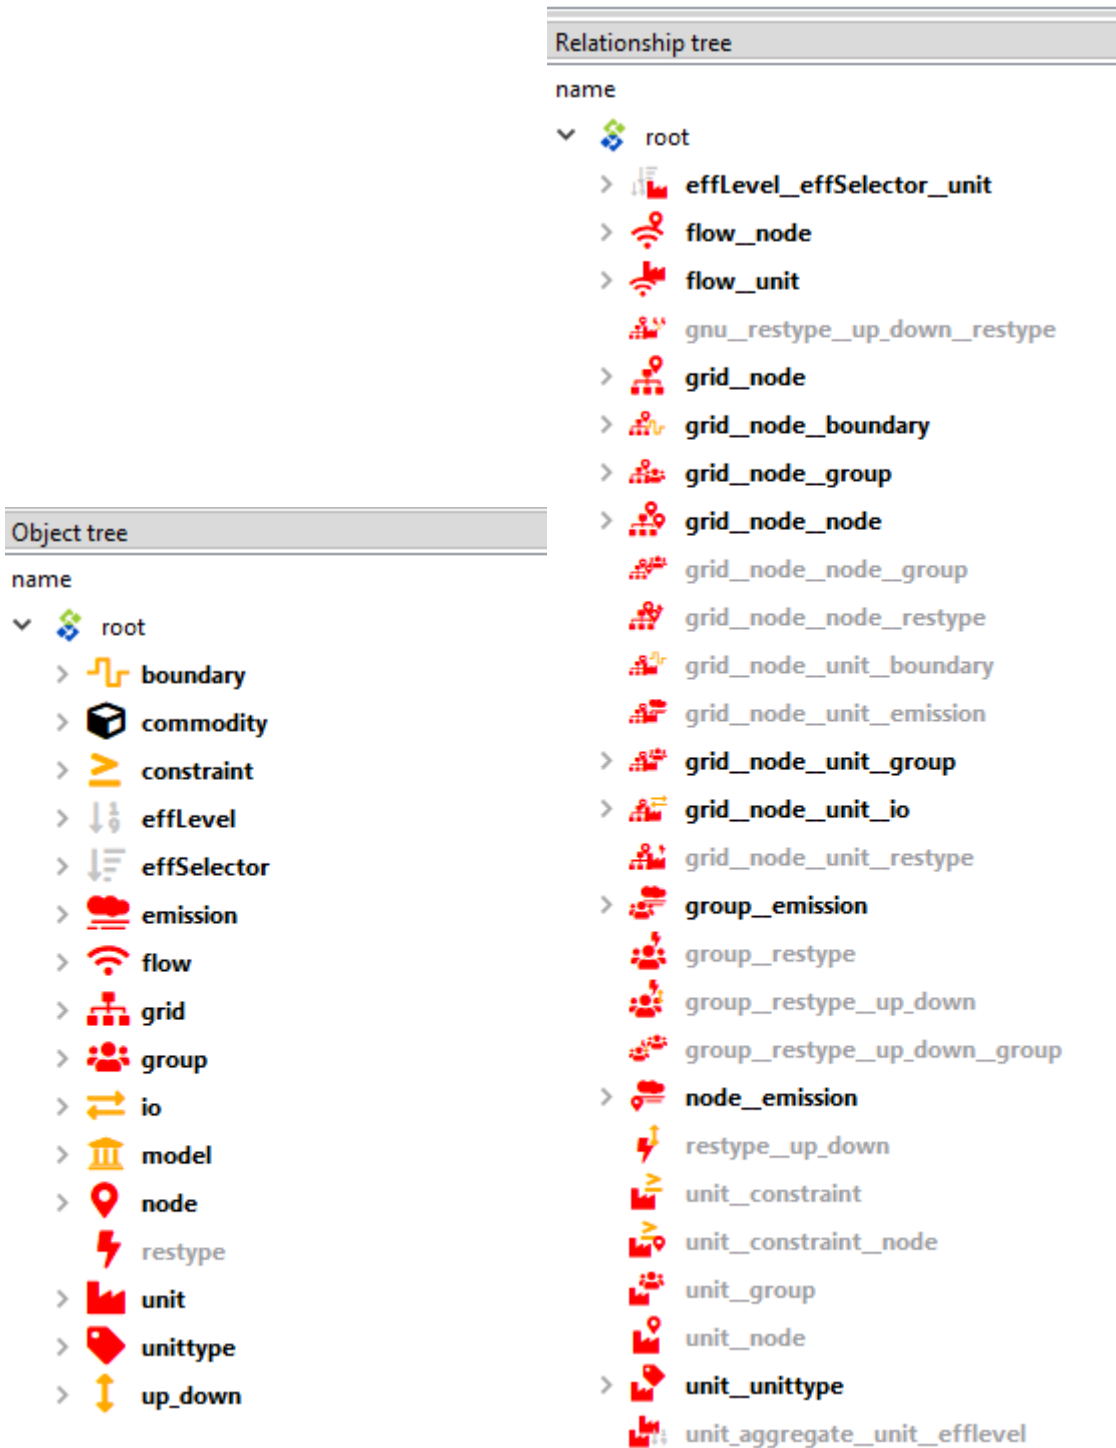 Object tree
name
root
boundary
commodity
constraint
effLevel
effSelector
emission
flow
grid
group
io
model
node
restype
unit
unittype
up_down
Relationship tree
name
root
effLevel__effSelector__unit
flow__node
flow__unit
gnu__restype__up_down__restype
grid__node
grid__node__boundary
grid__node__group
grid__node__node
grid__node__node__group
grid__node__node__restype
grid__node__unit__boundary
grid__node__unit__emission
grid__node__unit__group
grid__node__unit__io
grid__node__unit__restype
group__emission
group__restype
group__restype__up_down
group__restype__up_down__group
node__emission
restype__up_down
unit__constraint
unit__constraint__node
unit__group
unit__node
unit__unittype
unit_aggregate__unit__efflevel